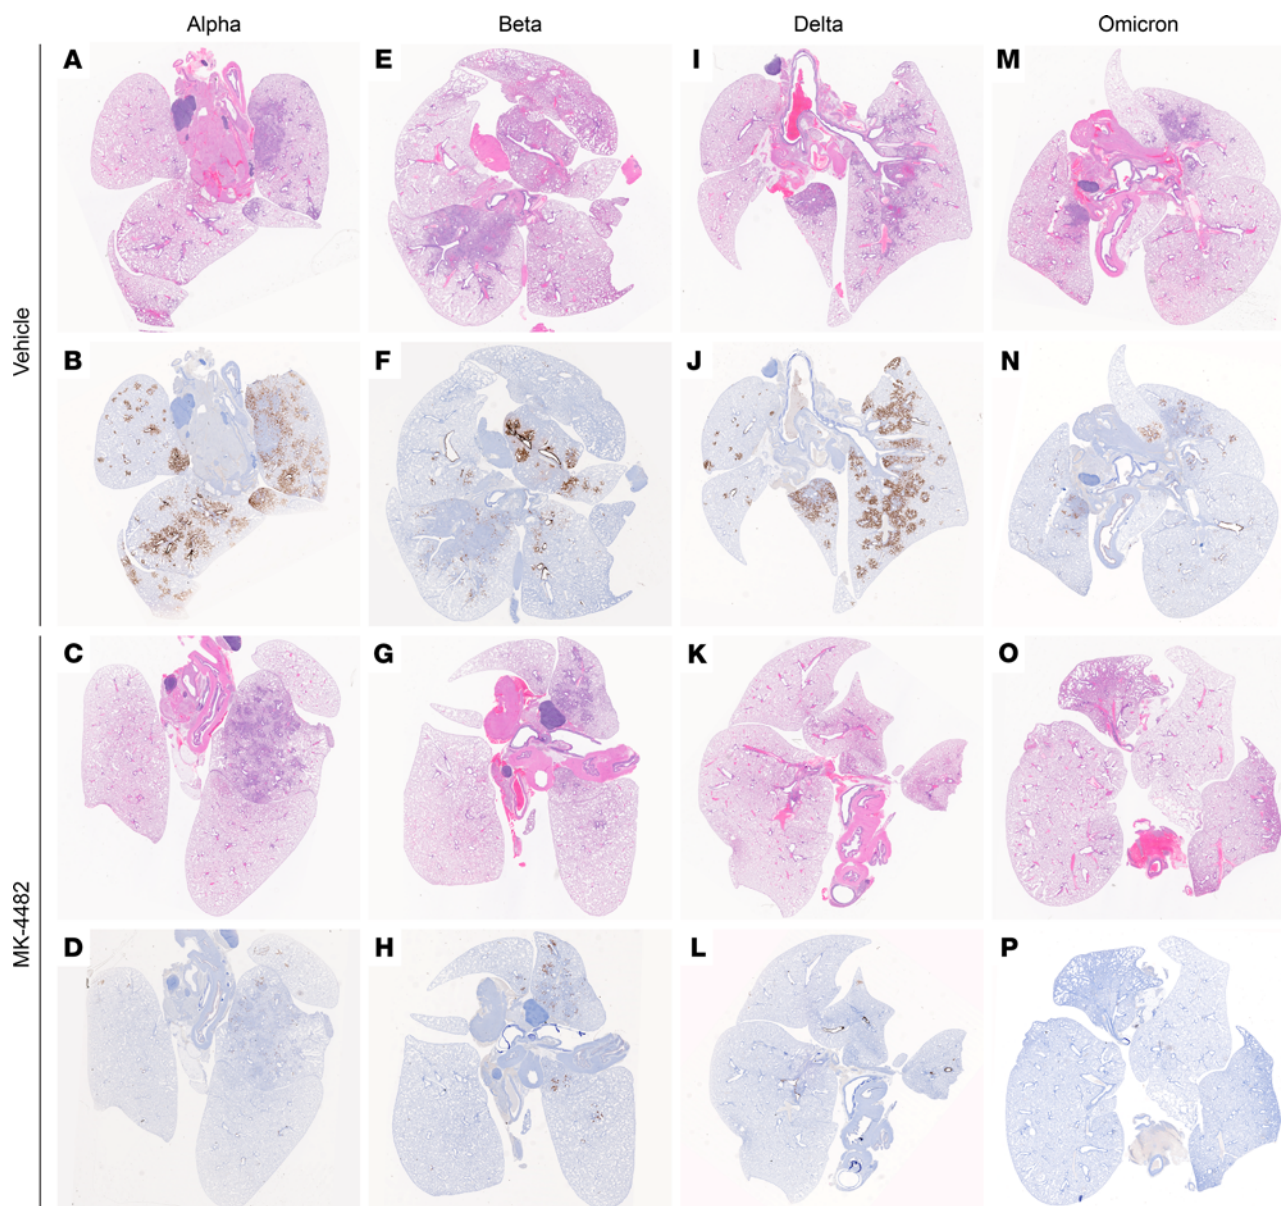 Alpha Beta Delta Omicron
Vehicle
A E I M
B F J N
MK-4482
C G K O
D H L P